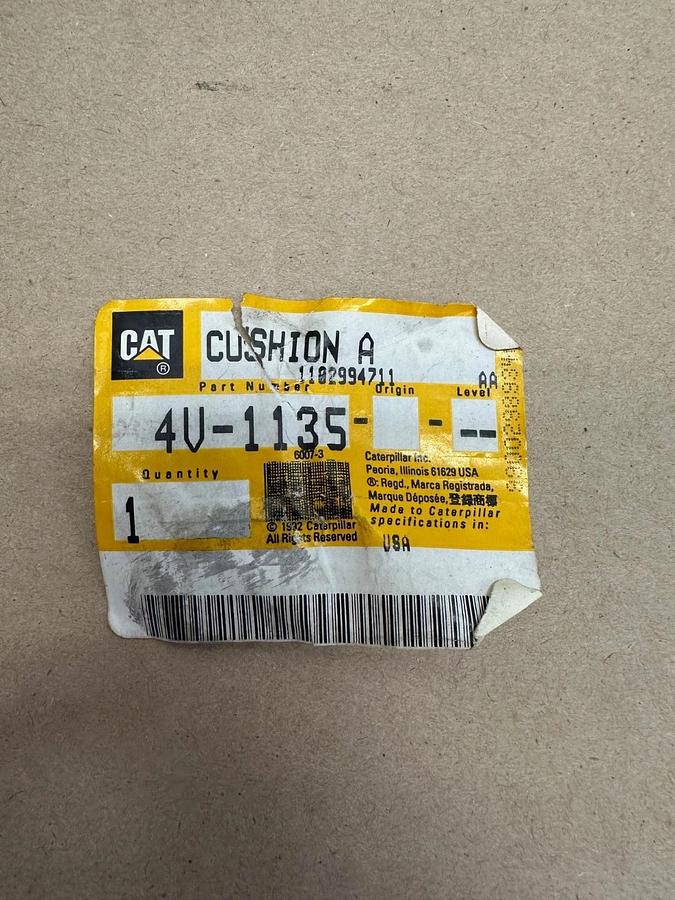 CAT®
CUSHION A
1102994711
AA
Part Number
Origin
Level
4V-1135- - --
6007-3
Quantity
1
© 1992 Caterpillar
All Rights Reserved
Caterpillar Inc.
Peoria, Illinois 61629 USA
®: Regd., Marca Registrada,
Marque Déposée, 登録商標
Made to Caterpillar
specifications in:
USA